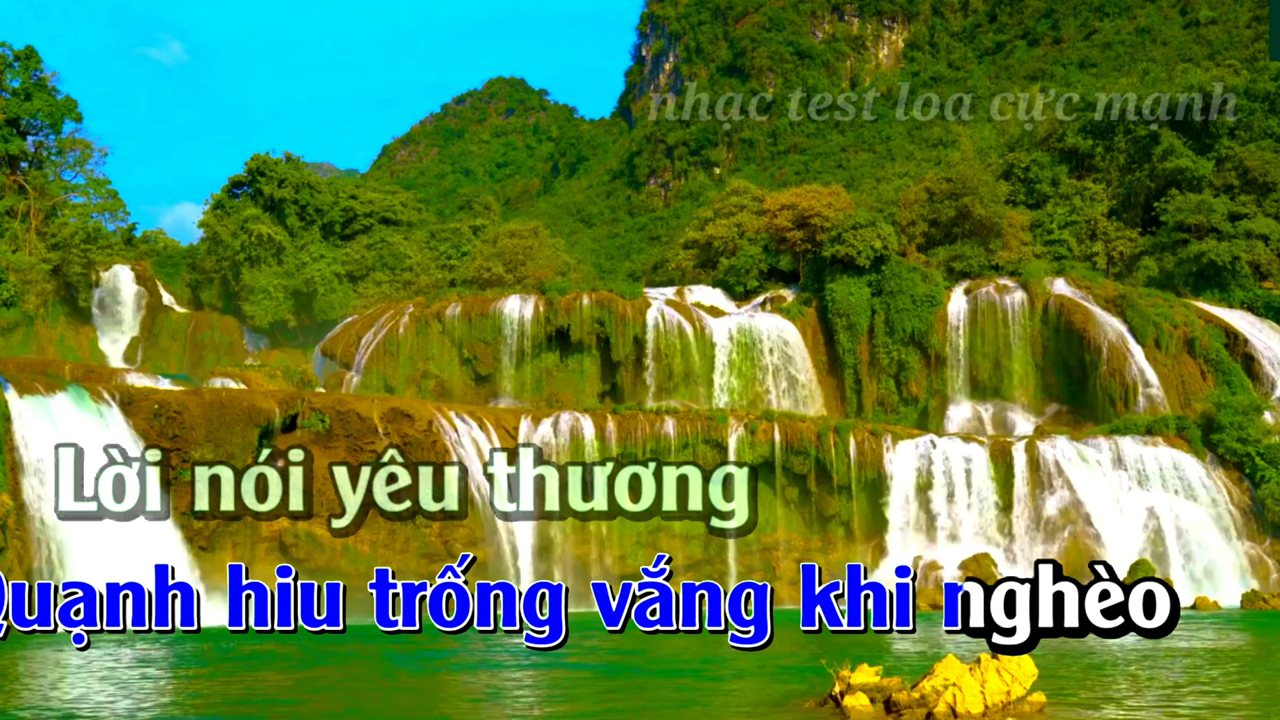 nhạc test loa cực mạnh
Lời nói yêu thương
Quạnh hiu trống vắng khi nghèo